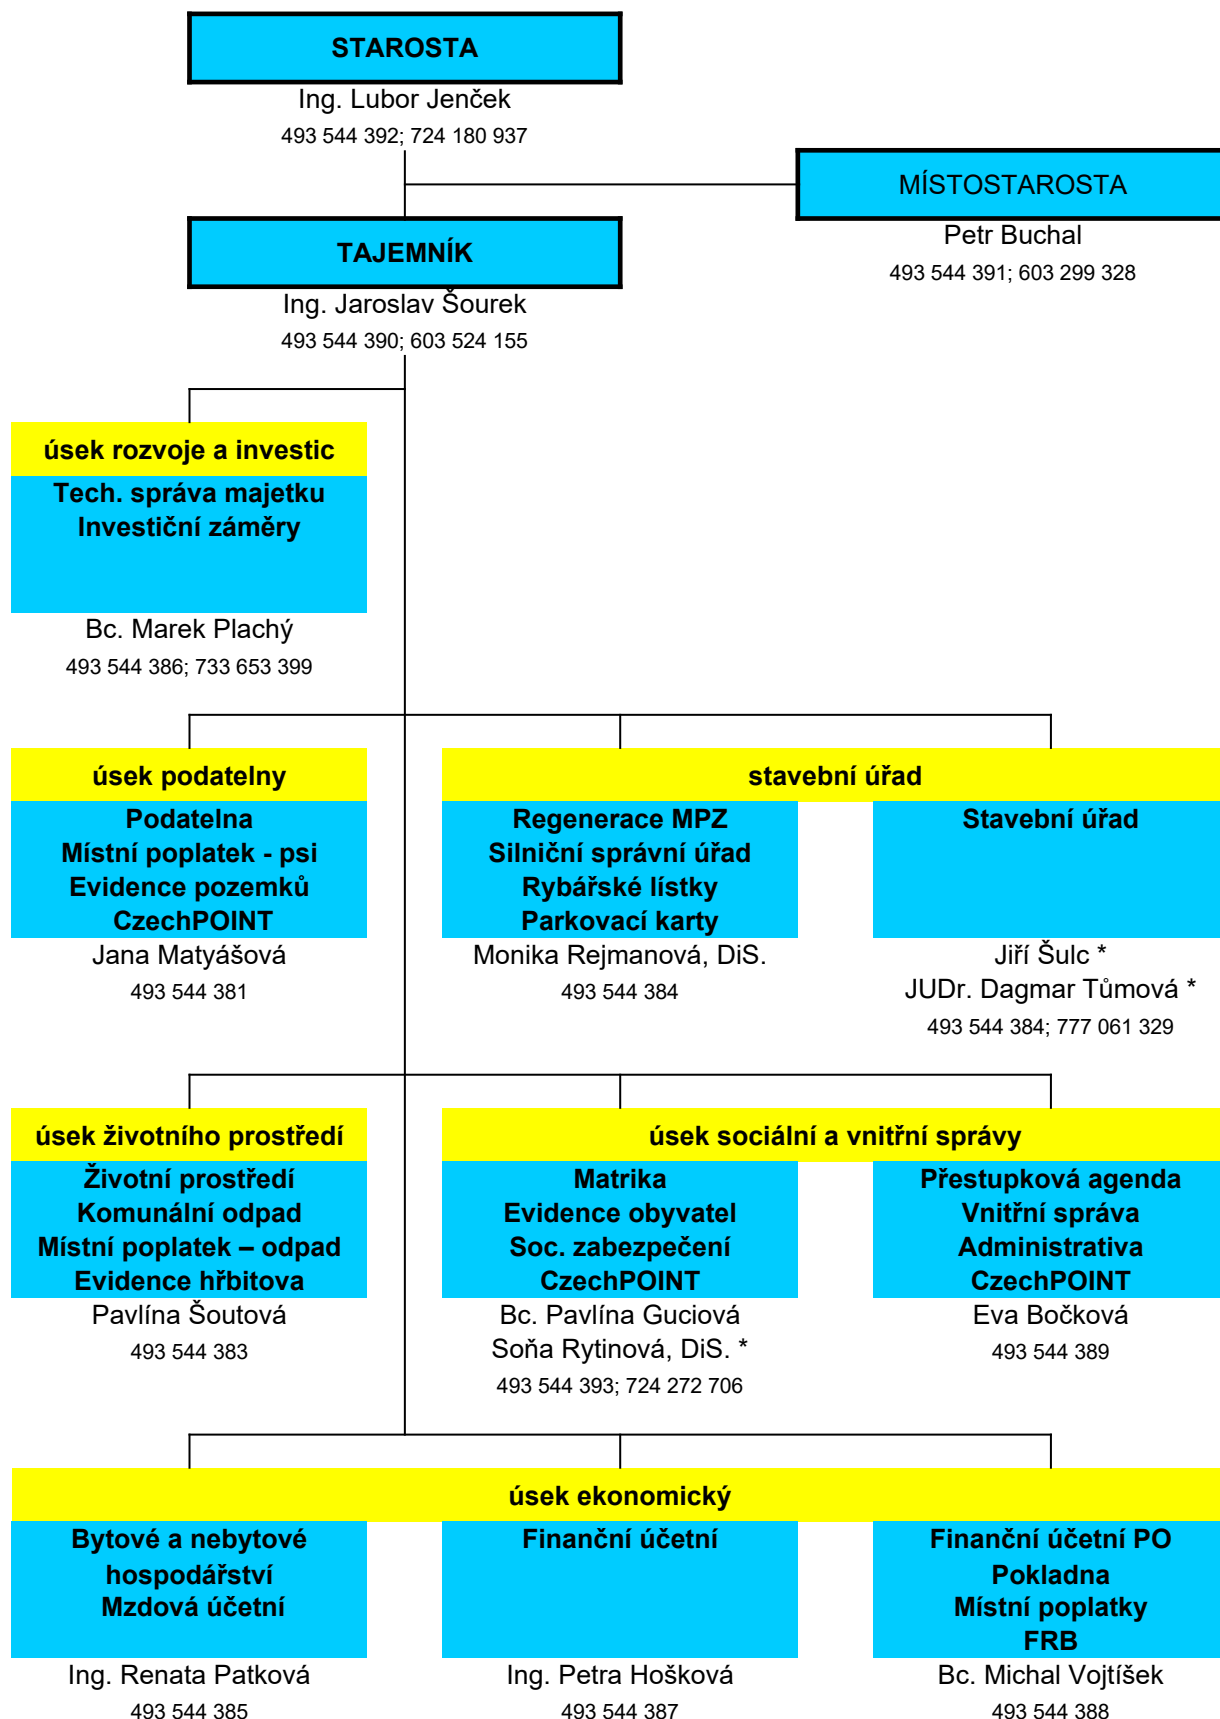 STAROSTA
Ing. Lubor Jenček
493 544 392; 724 180 937
MÍSTOSTAROSTA
Petr Buchal
493 544 391; 603 299 328
TAJEMNÍK
Ing. Jaroslav Šourek
493 544 390; 603 524 155
úsek rozvoje a investic
Tech. správa majetku
Investiční záměry
Bc. Marek Plachý
493 544 386; 733 653 399
úsek podatelny
Podatelna
Místní poplatek - psi
Evidence pozemků
CzechPOINT
Jana Matyášová
493 544 381
stavební úřad
Regenerace MPZ
Silniční správní úřad
Rybářské lístky
Parkovací karty
Monika Rejmanová, DiS.
493 544 384
Stavební úřad
Jiří Šulc *
JUDr. Dagmar Tůmová *
493 544 384; 777 061 329
úsek životního prostředí
Životní prostředí
Komunální odpad
Místní poplatek – odpad
Evidence hřbitova
Pavlína Šoutová
493 544 383
úsek sociální a vnitřní správy
Matrika
Evidence obyvatel
Soc. zabezpečení
CzechPOINT
Bc. Pavlína Guciová
Soňa Rytinová, DiS. *
493 544 393; 724 272 706
Přestupková agenda
Vnitřní správa
Administrativa
CzechPOINT
Eva Bočková
493 544 389
úsek ekonomický
Bytové a nebytové
hospodářství
Mzdová účetní
Ing. Renata Patková
493 544 385
Finanční účetní
Ing. Petra Hošková
493 544 387
Finanční účetní PO
Pokladna
Místní poplatky
FRB
Bc. Michal Vojtíšek
493 544 388